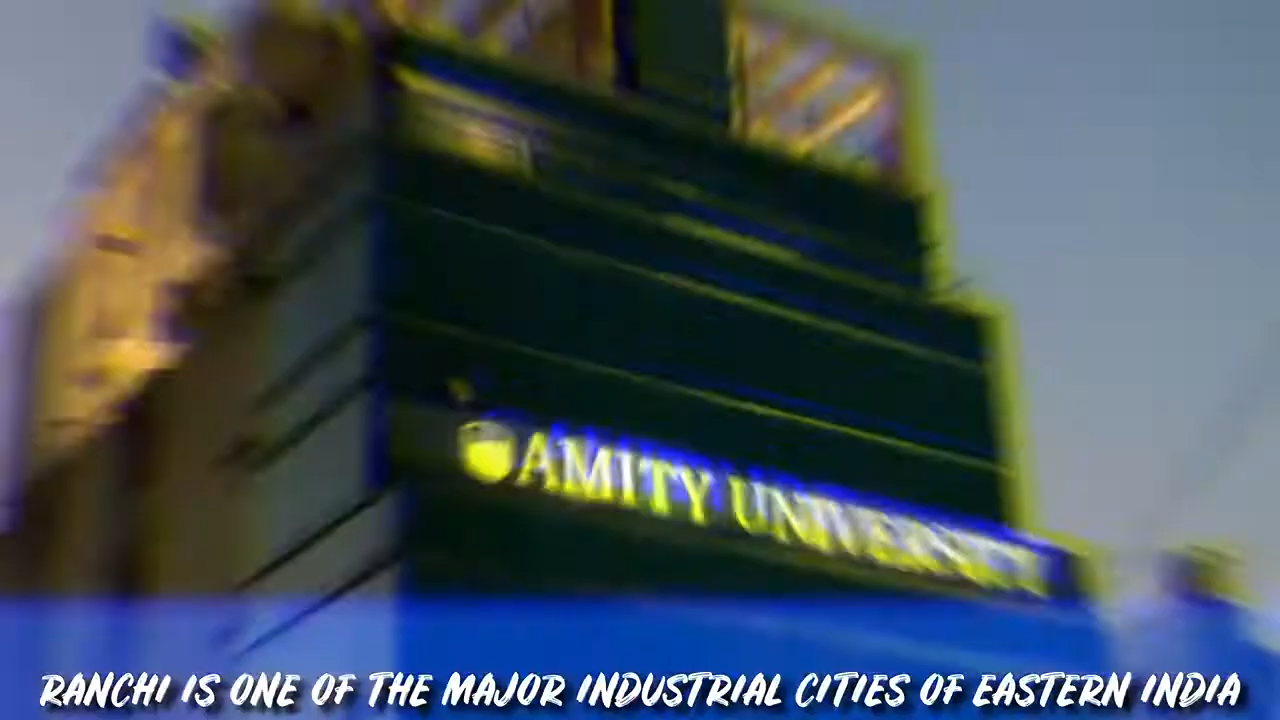 AMITY UNIVERSITY
RANCHI IS ONE OF THE MAJOR INDUSTRIAL CITIES OF EASTERN INDIA